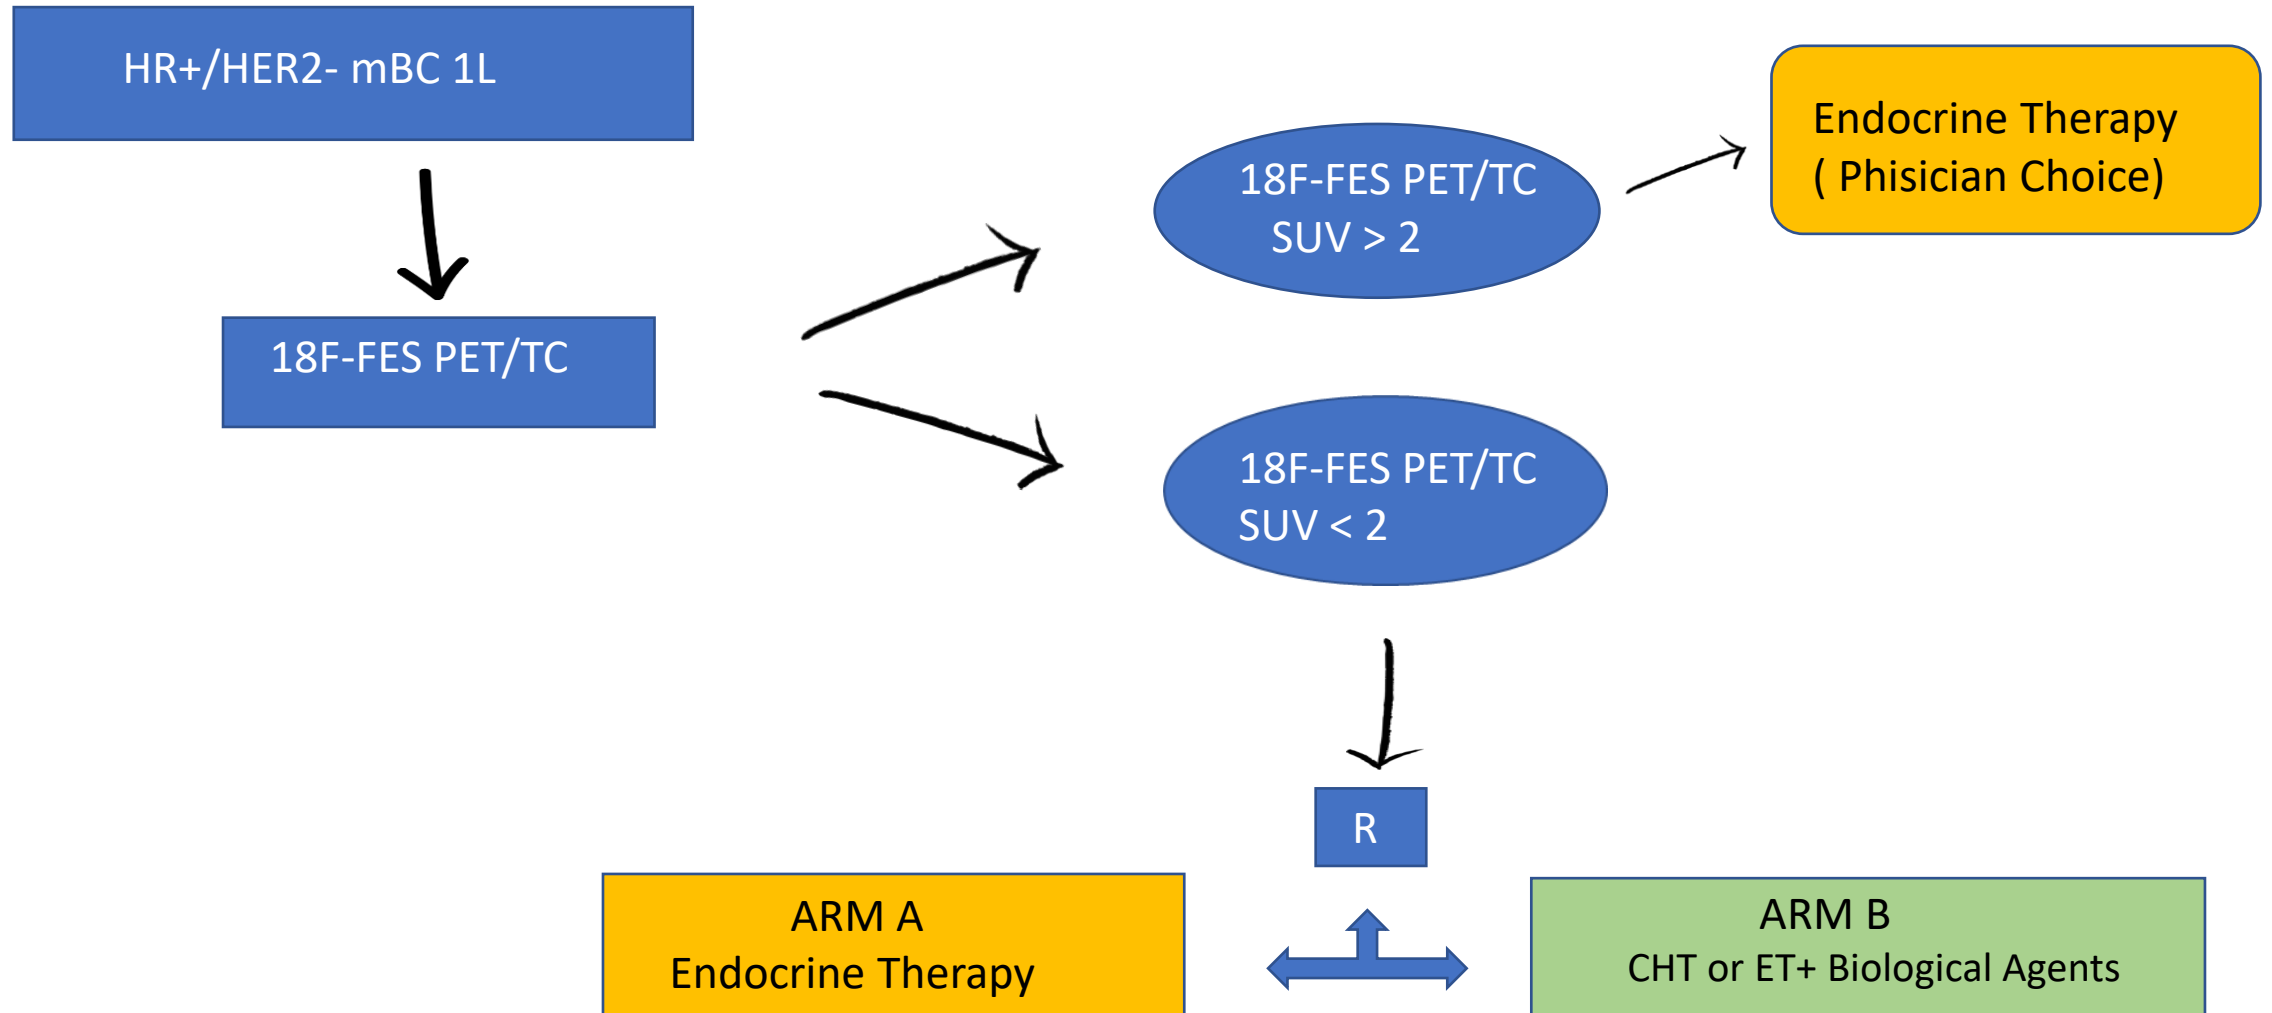 HR+/HER2- mBC 1L
18F-FES PET/TC
18F-FES PET/TC
SUV > 2
Endocrine Therapy
( Phisician Choice)
18F-FES PET/TC
SUV < 2
R
ARM A
Endocrine Therapy
ARM B
CHT or ET+ Biological Agents